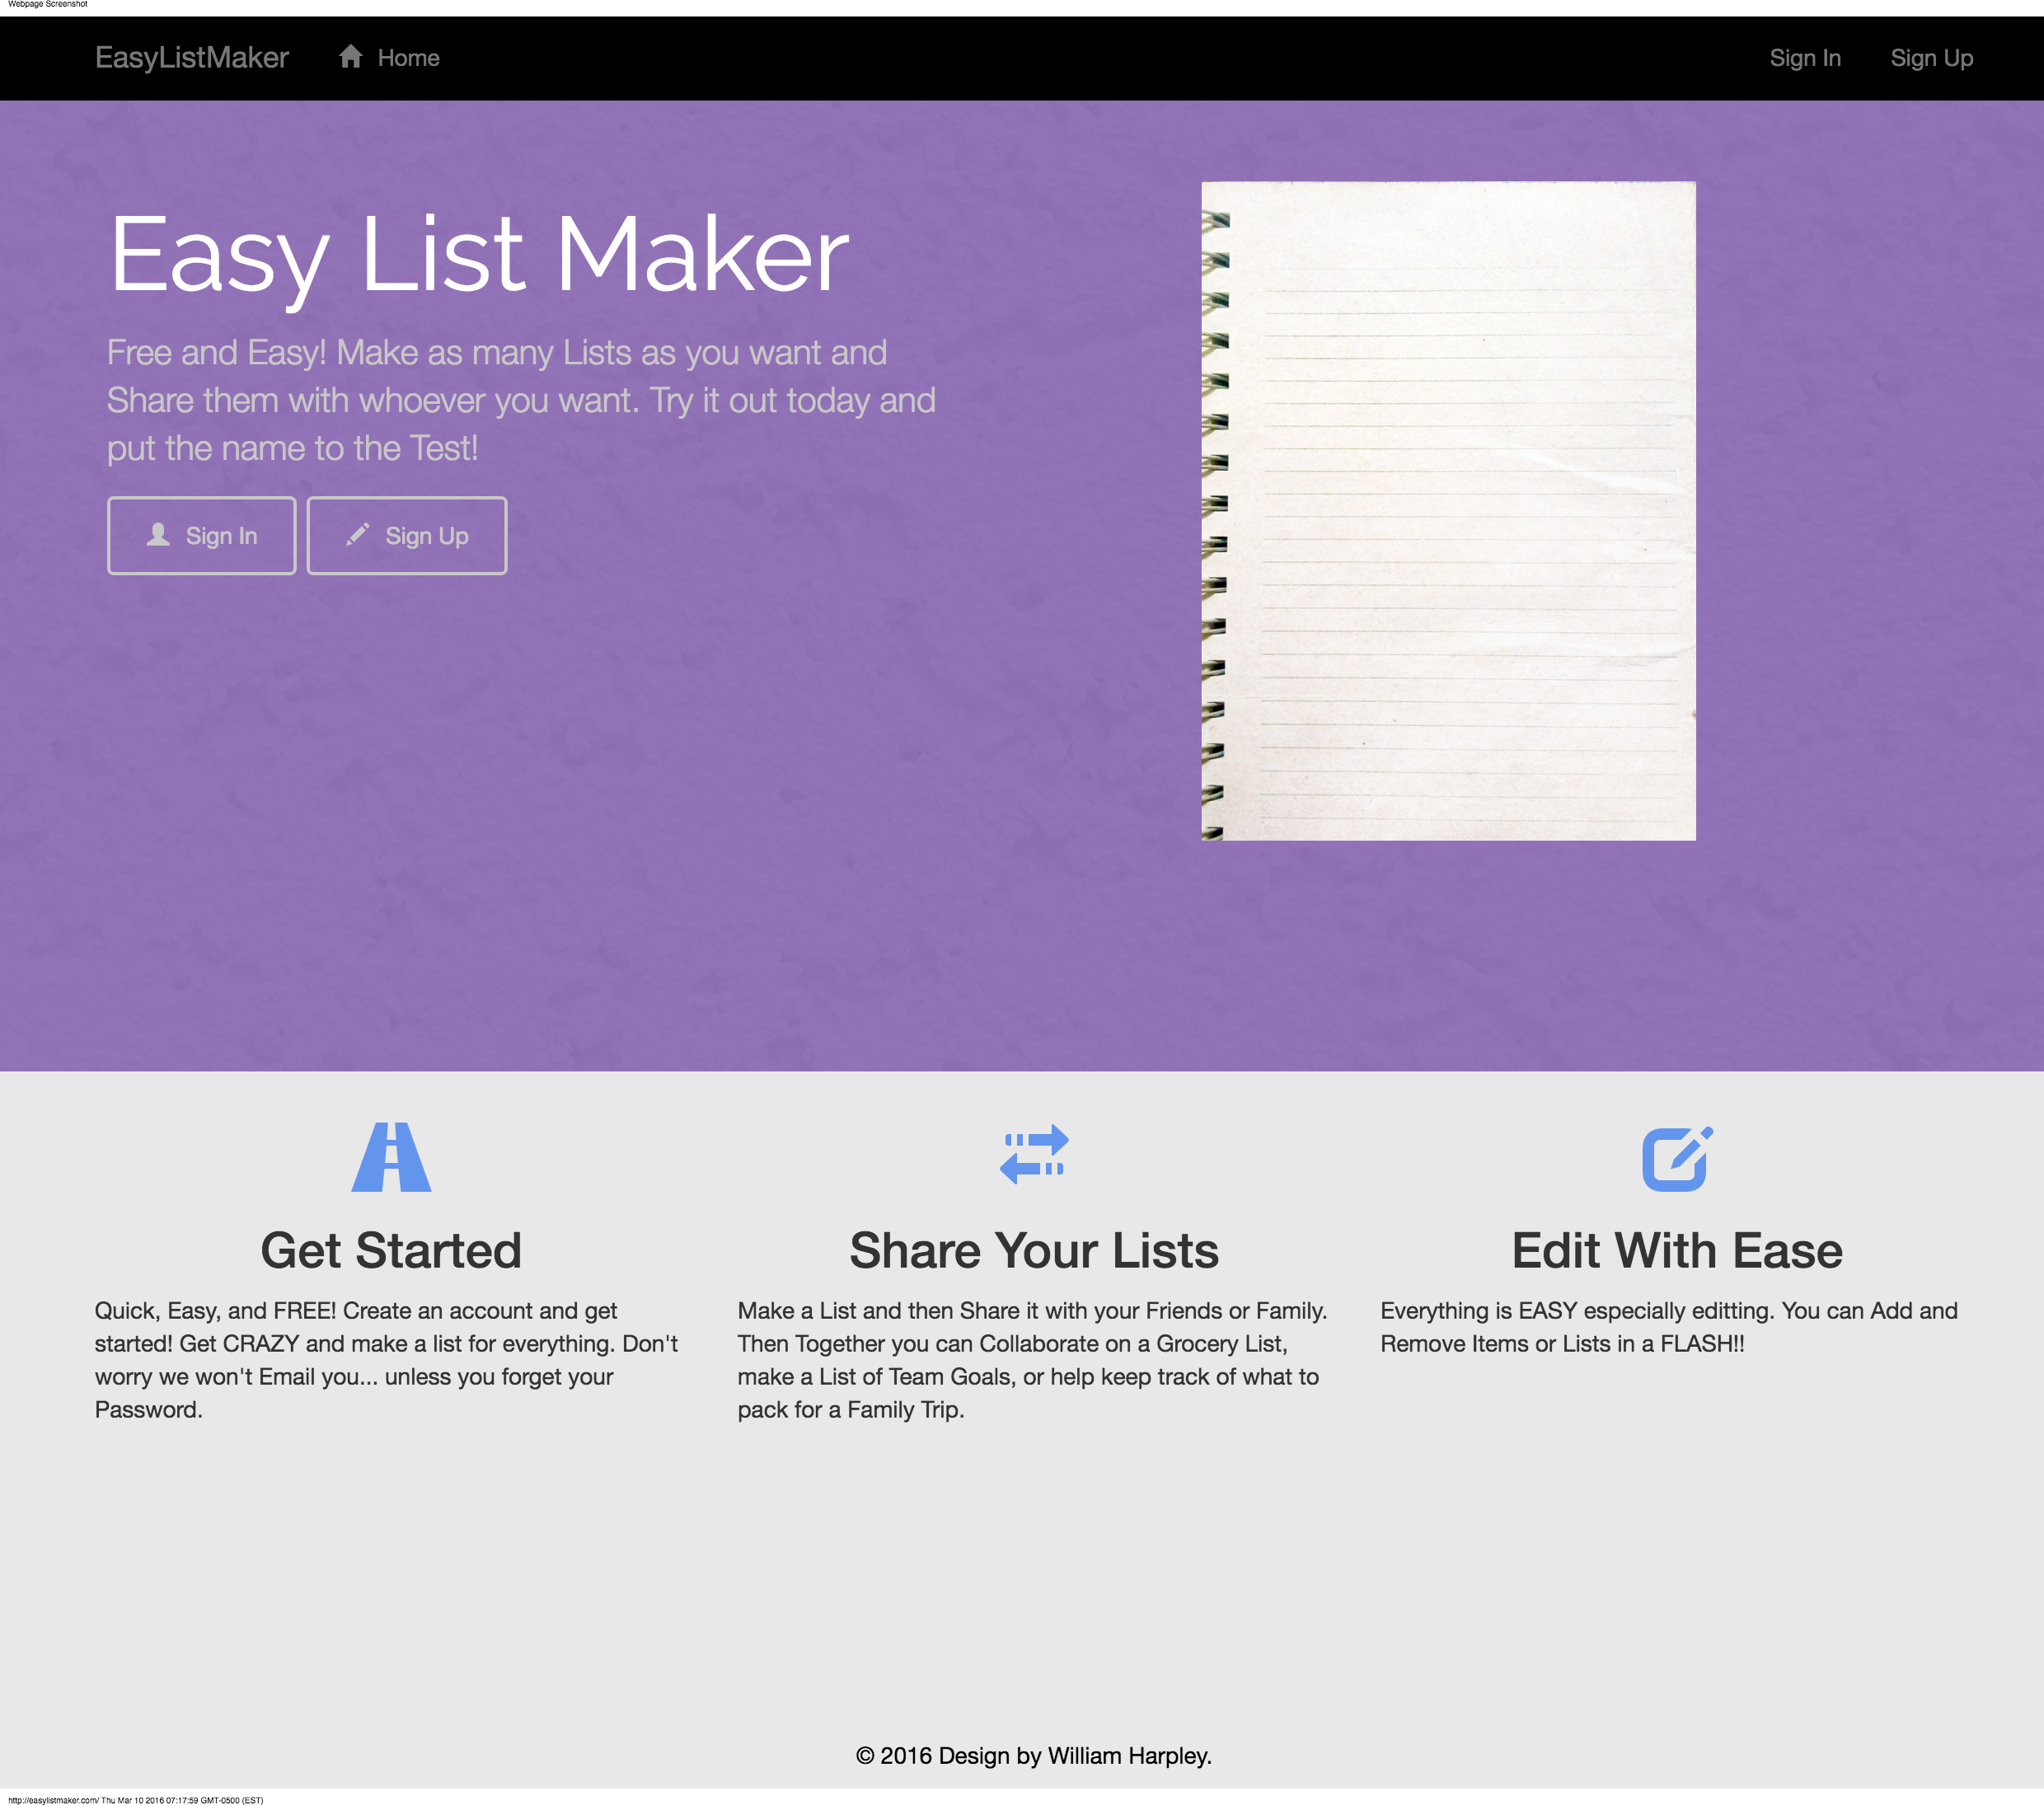 Webpage Screenshot
EasyListMaker Home Sign In Sign Up
Easy List Maker
Free and Easy! Make as many Lists as you want and
Share them with whoever you want. Try it out today and
put the name to the Test!
Sign In Sign Up
Get Started
Quick, Easy, and FREE! Create an account and get
started! Get CRAZY and make a list for everything. Don't
worry we won't Email you... unless you forget your
Password.
Share Your Lists
Make a List and then Share it with your Friends or Family.
Then Together you can Collaborate on a Grocery List,
make a List of Team Goals, or help keep track of what to
pack for a Family Trip.
Edit With Ease
Everything is EASY especially editting. You can Add and
Remove Items or Lists in a FLASH!!
© 2016 Design by William Harpley.
http://easylistmaker.com/ Thu Mar 10 2016 07:17:59 GMT-0500 (EST)